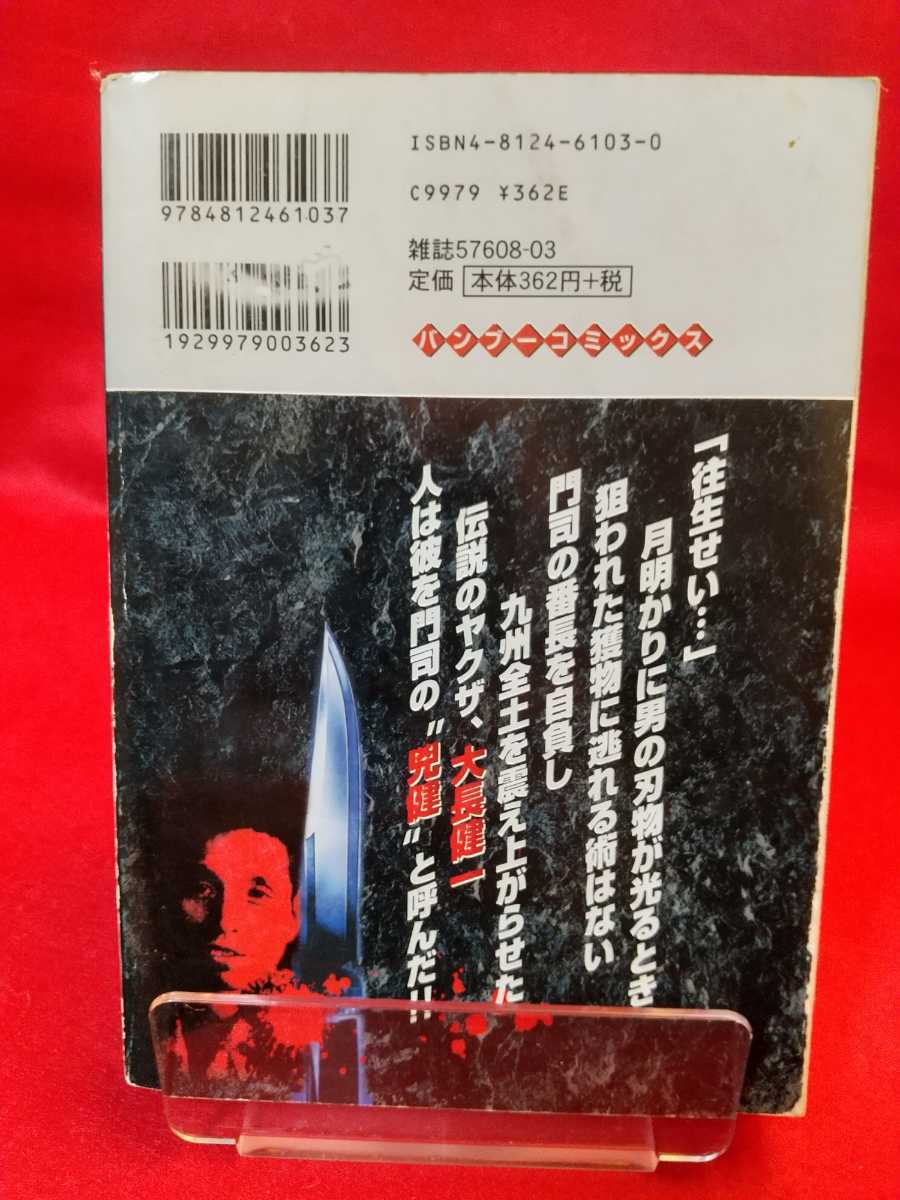 ISBN4-8124-6103-0
9784812461037
C9979 ¥362E
雑誌57608-03
定価 本体362円+税
1929979003623
バンブーコミックス
「往生せい…」
月明かりに男の刃物が光るとき
狙われた獲物に逃れる術はない
門司の番長を自負し
九州全土を震え上がらせた
伝説のヤクザ、大長健一
人は彼を門司の〝兇健〟と呼んだ!!